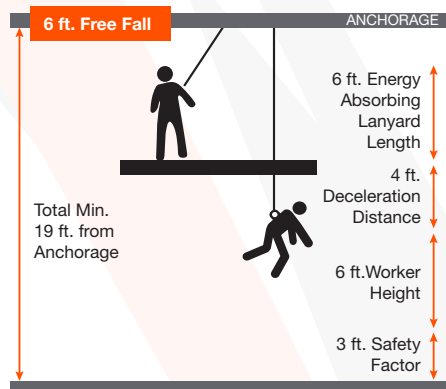 6 ft. Free Fall
ANCHORAGE
6 ft. Energy
Absorbing
Lanyard
Length
4 ft.
Deceleration
Distance
Total Min.
19 ft. from
Anchorage
6 ft.Worker
Height
3 ft. Safety
Factor